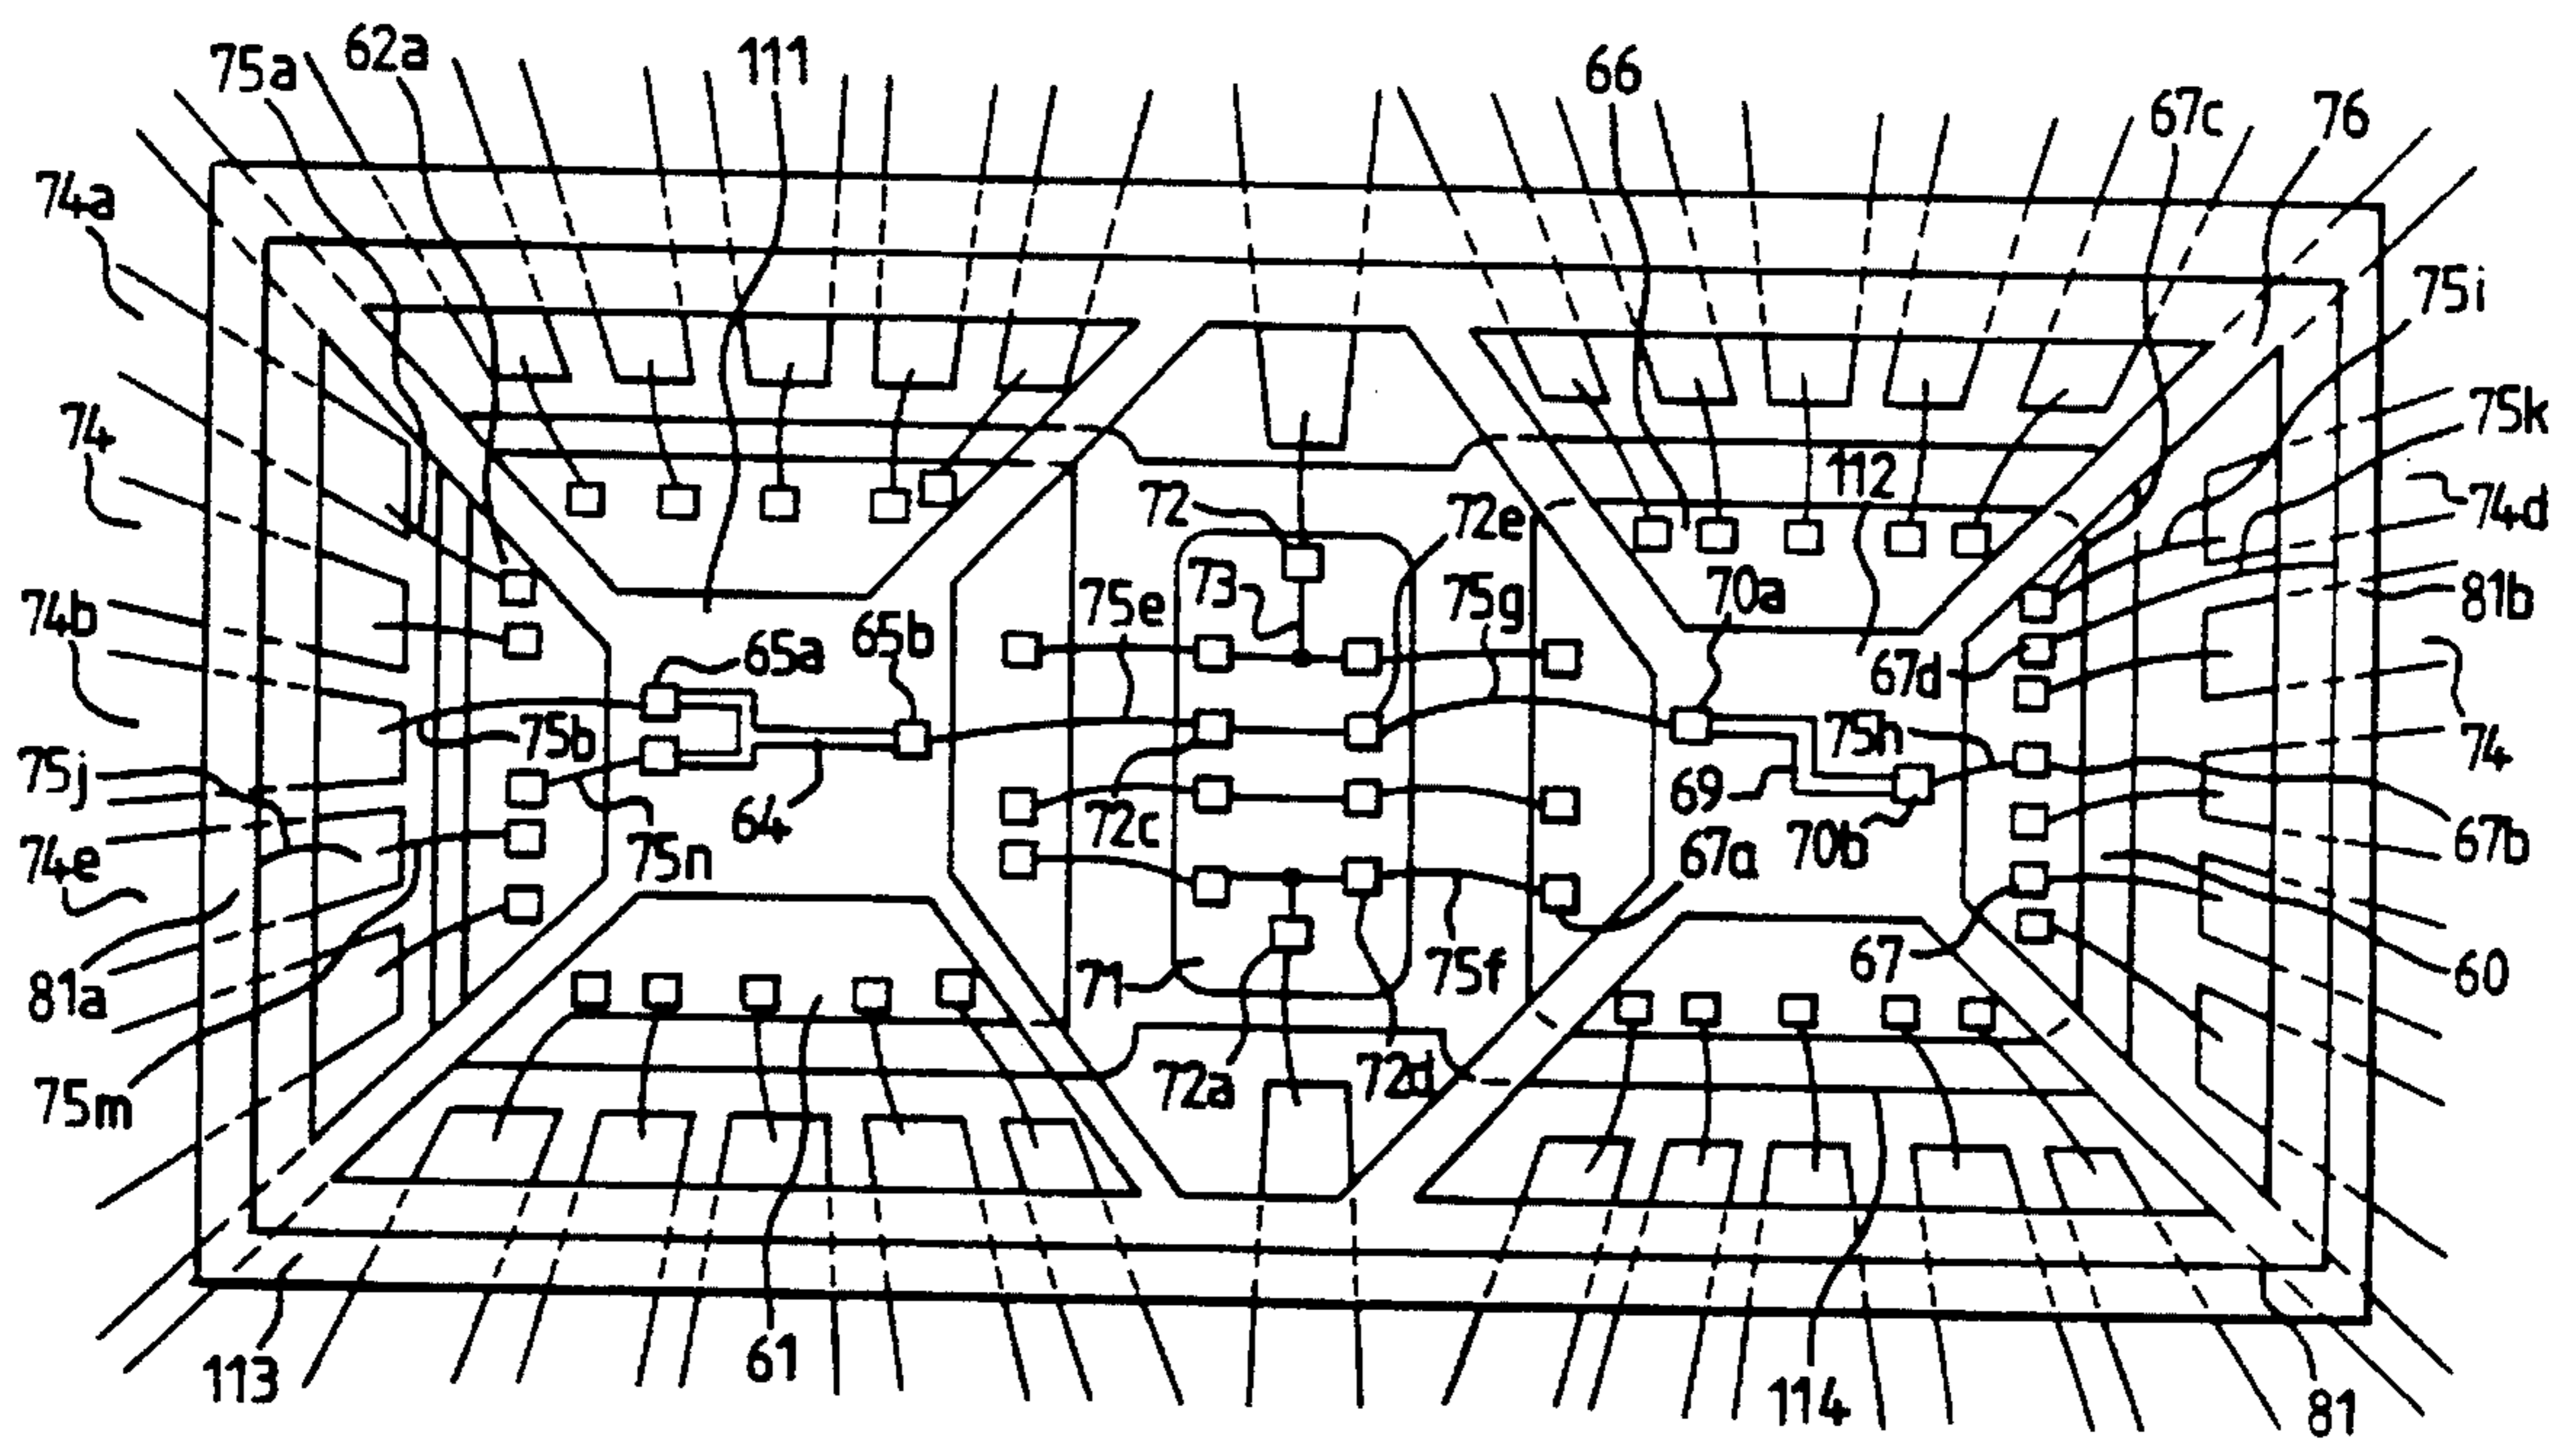 75a
62a
111
66
67c
76
74a
75i
75k
74
112
72
72e
74d
73
75e
75g
70a
81b
74b
65a
65b
67d
75b
75h
74
75j
64
72c
69
70b
67b
74e
75n
67a
81a
71
75f
67
60
75m
72a
72d
113
61
114
81